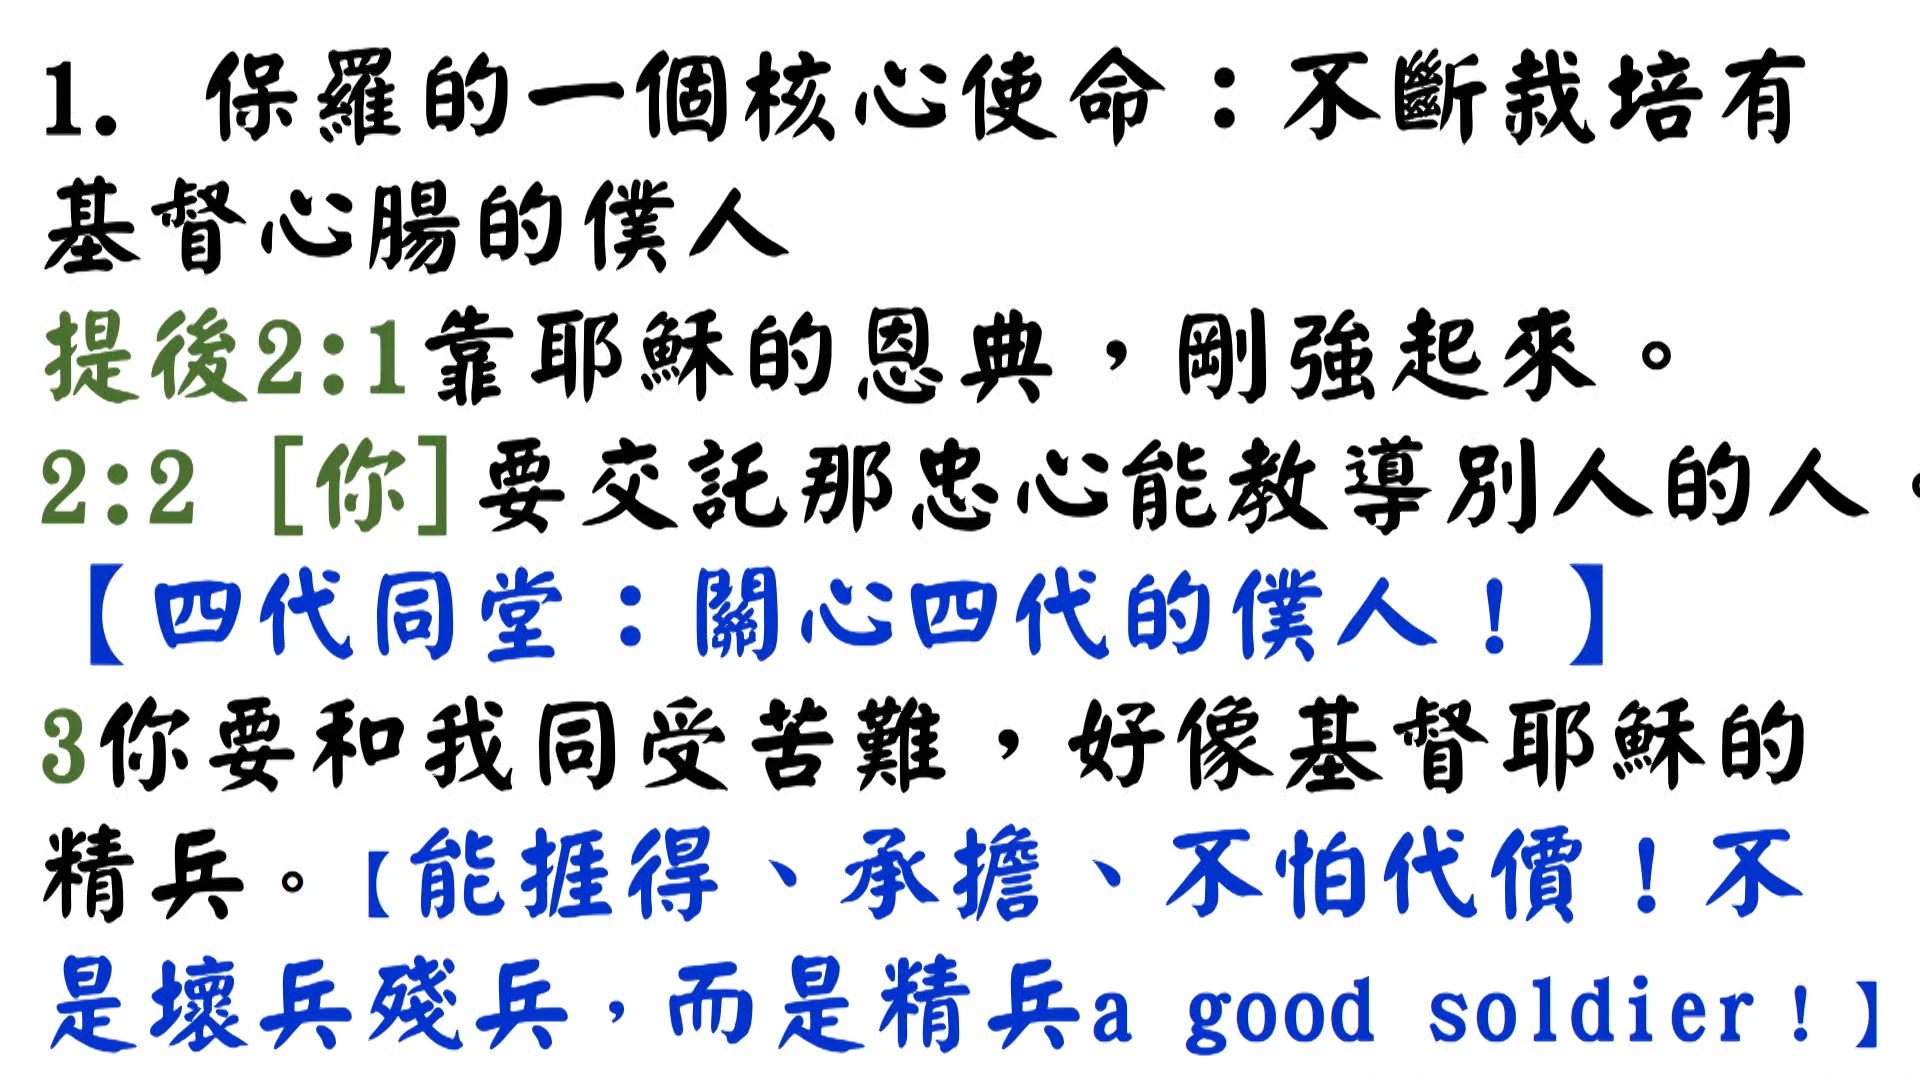 1. 保羅的一個核心使命：不斷栽培有
基督心腸的僕人
提後2:1靠耶穌的恩典，剛強起來。
2:2 [你]要交託那忠心能教導別人的人。
【四代同堂：關心四代的僕人！】
3你要和我同受苦難，好像基督耶穌的
精兵。【能捱得、承擔、不怕代價！不
是壞兵殘兵，而是精兵a good soldier！】